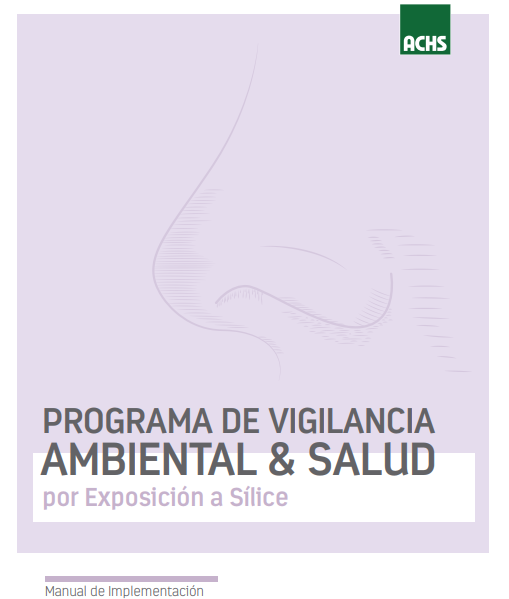 ACHS
PROGRAMA DE VIGILANCIA
AMBIENTAL & SALUD
por Exposición a Sílice
Manual de Implementación